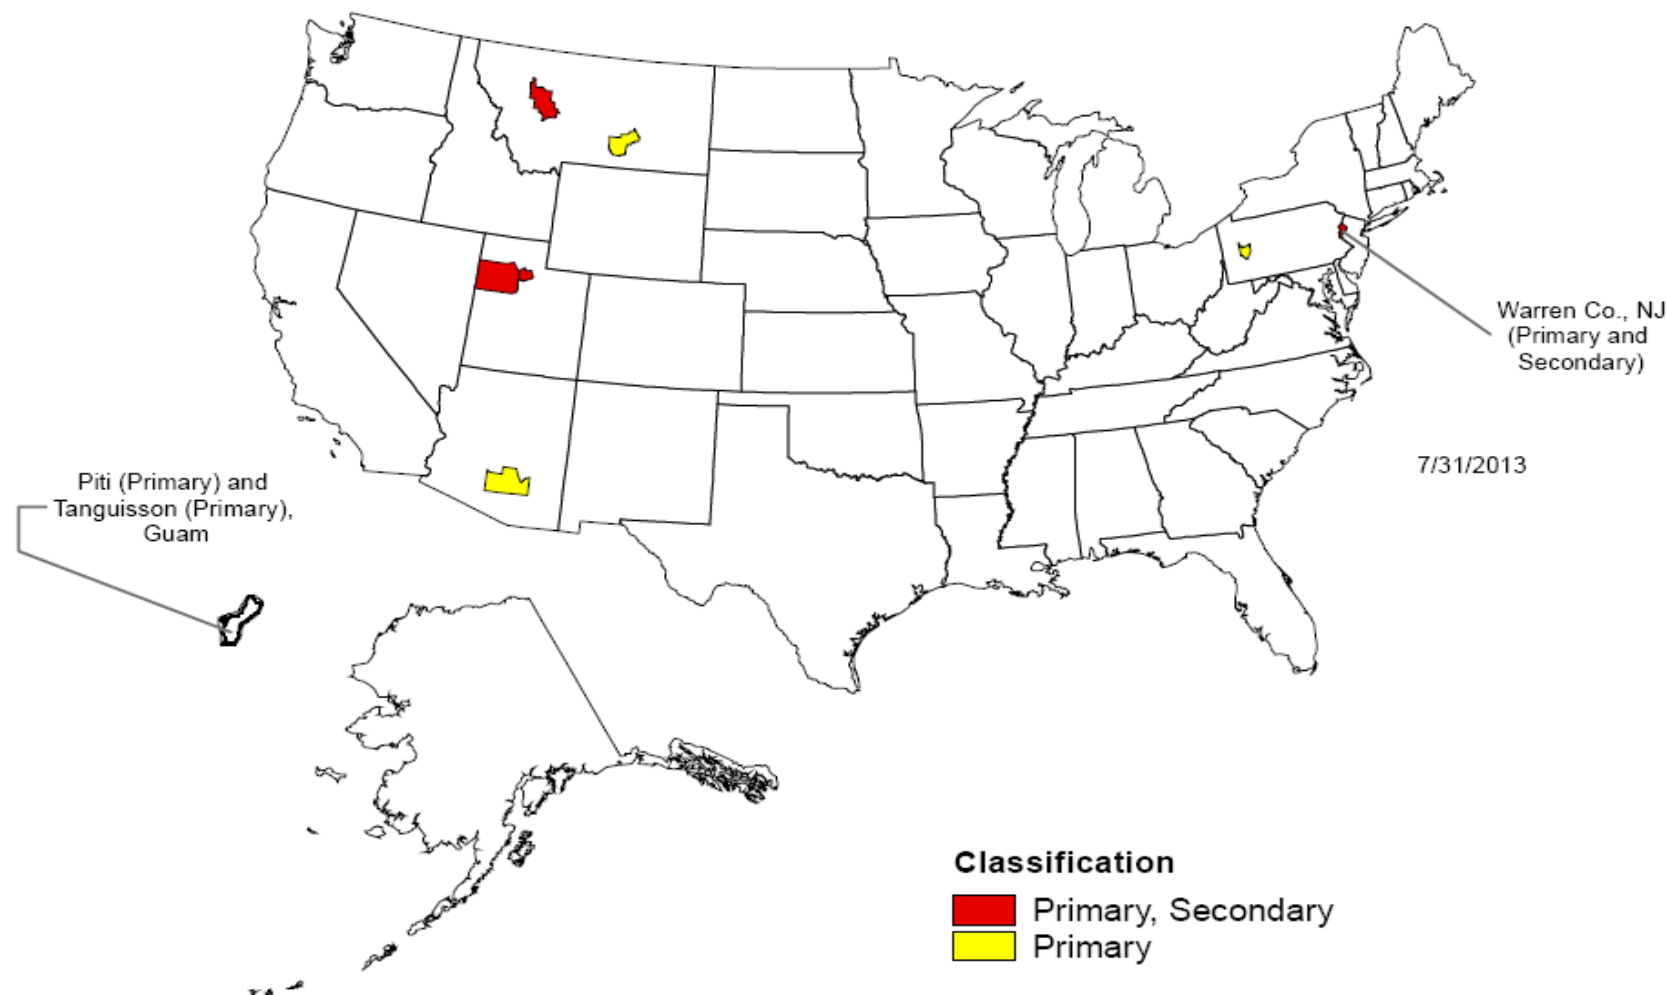 Warren Co., NJ
(Primary and
Secondary)
7/31/2013
Piti (Primary) and
Tanguisson (Primary),
Guam
Classification
Primary, Secondary
Primary